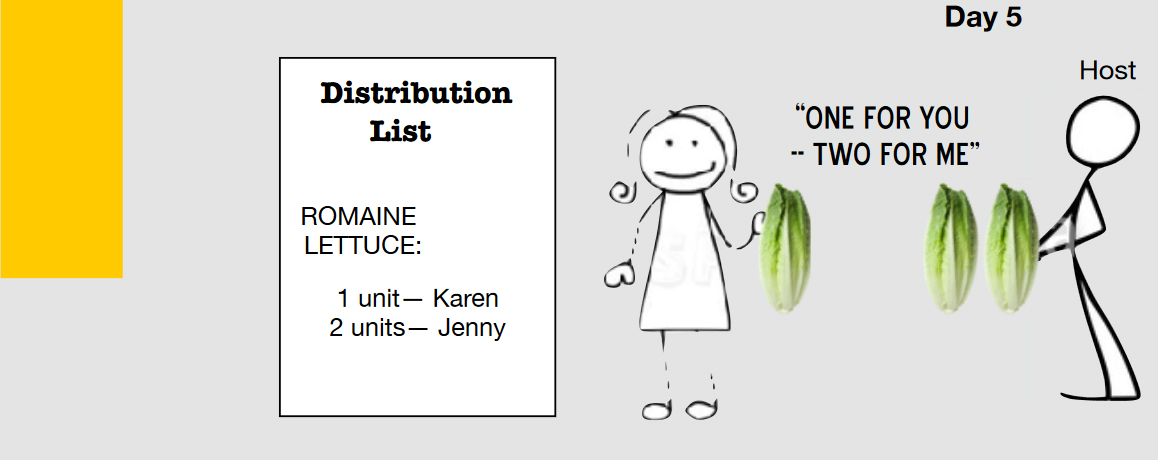 Day 5
Distribution
List
Host
“ONE FOR YOU
-- TWO FOR ME”
ROMAINE
LETTUCE:
1 unit— Karen
2 units— Jenny